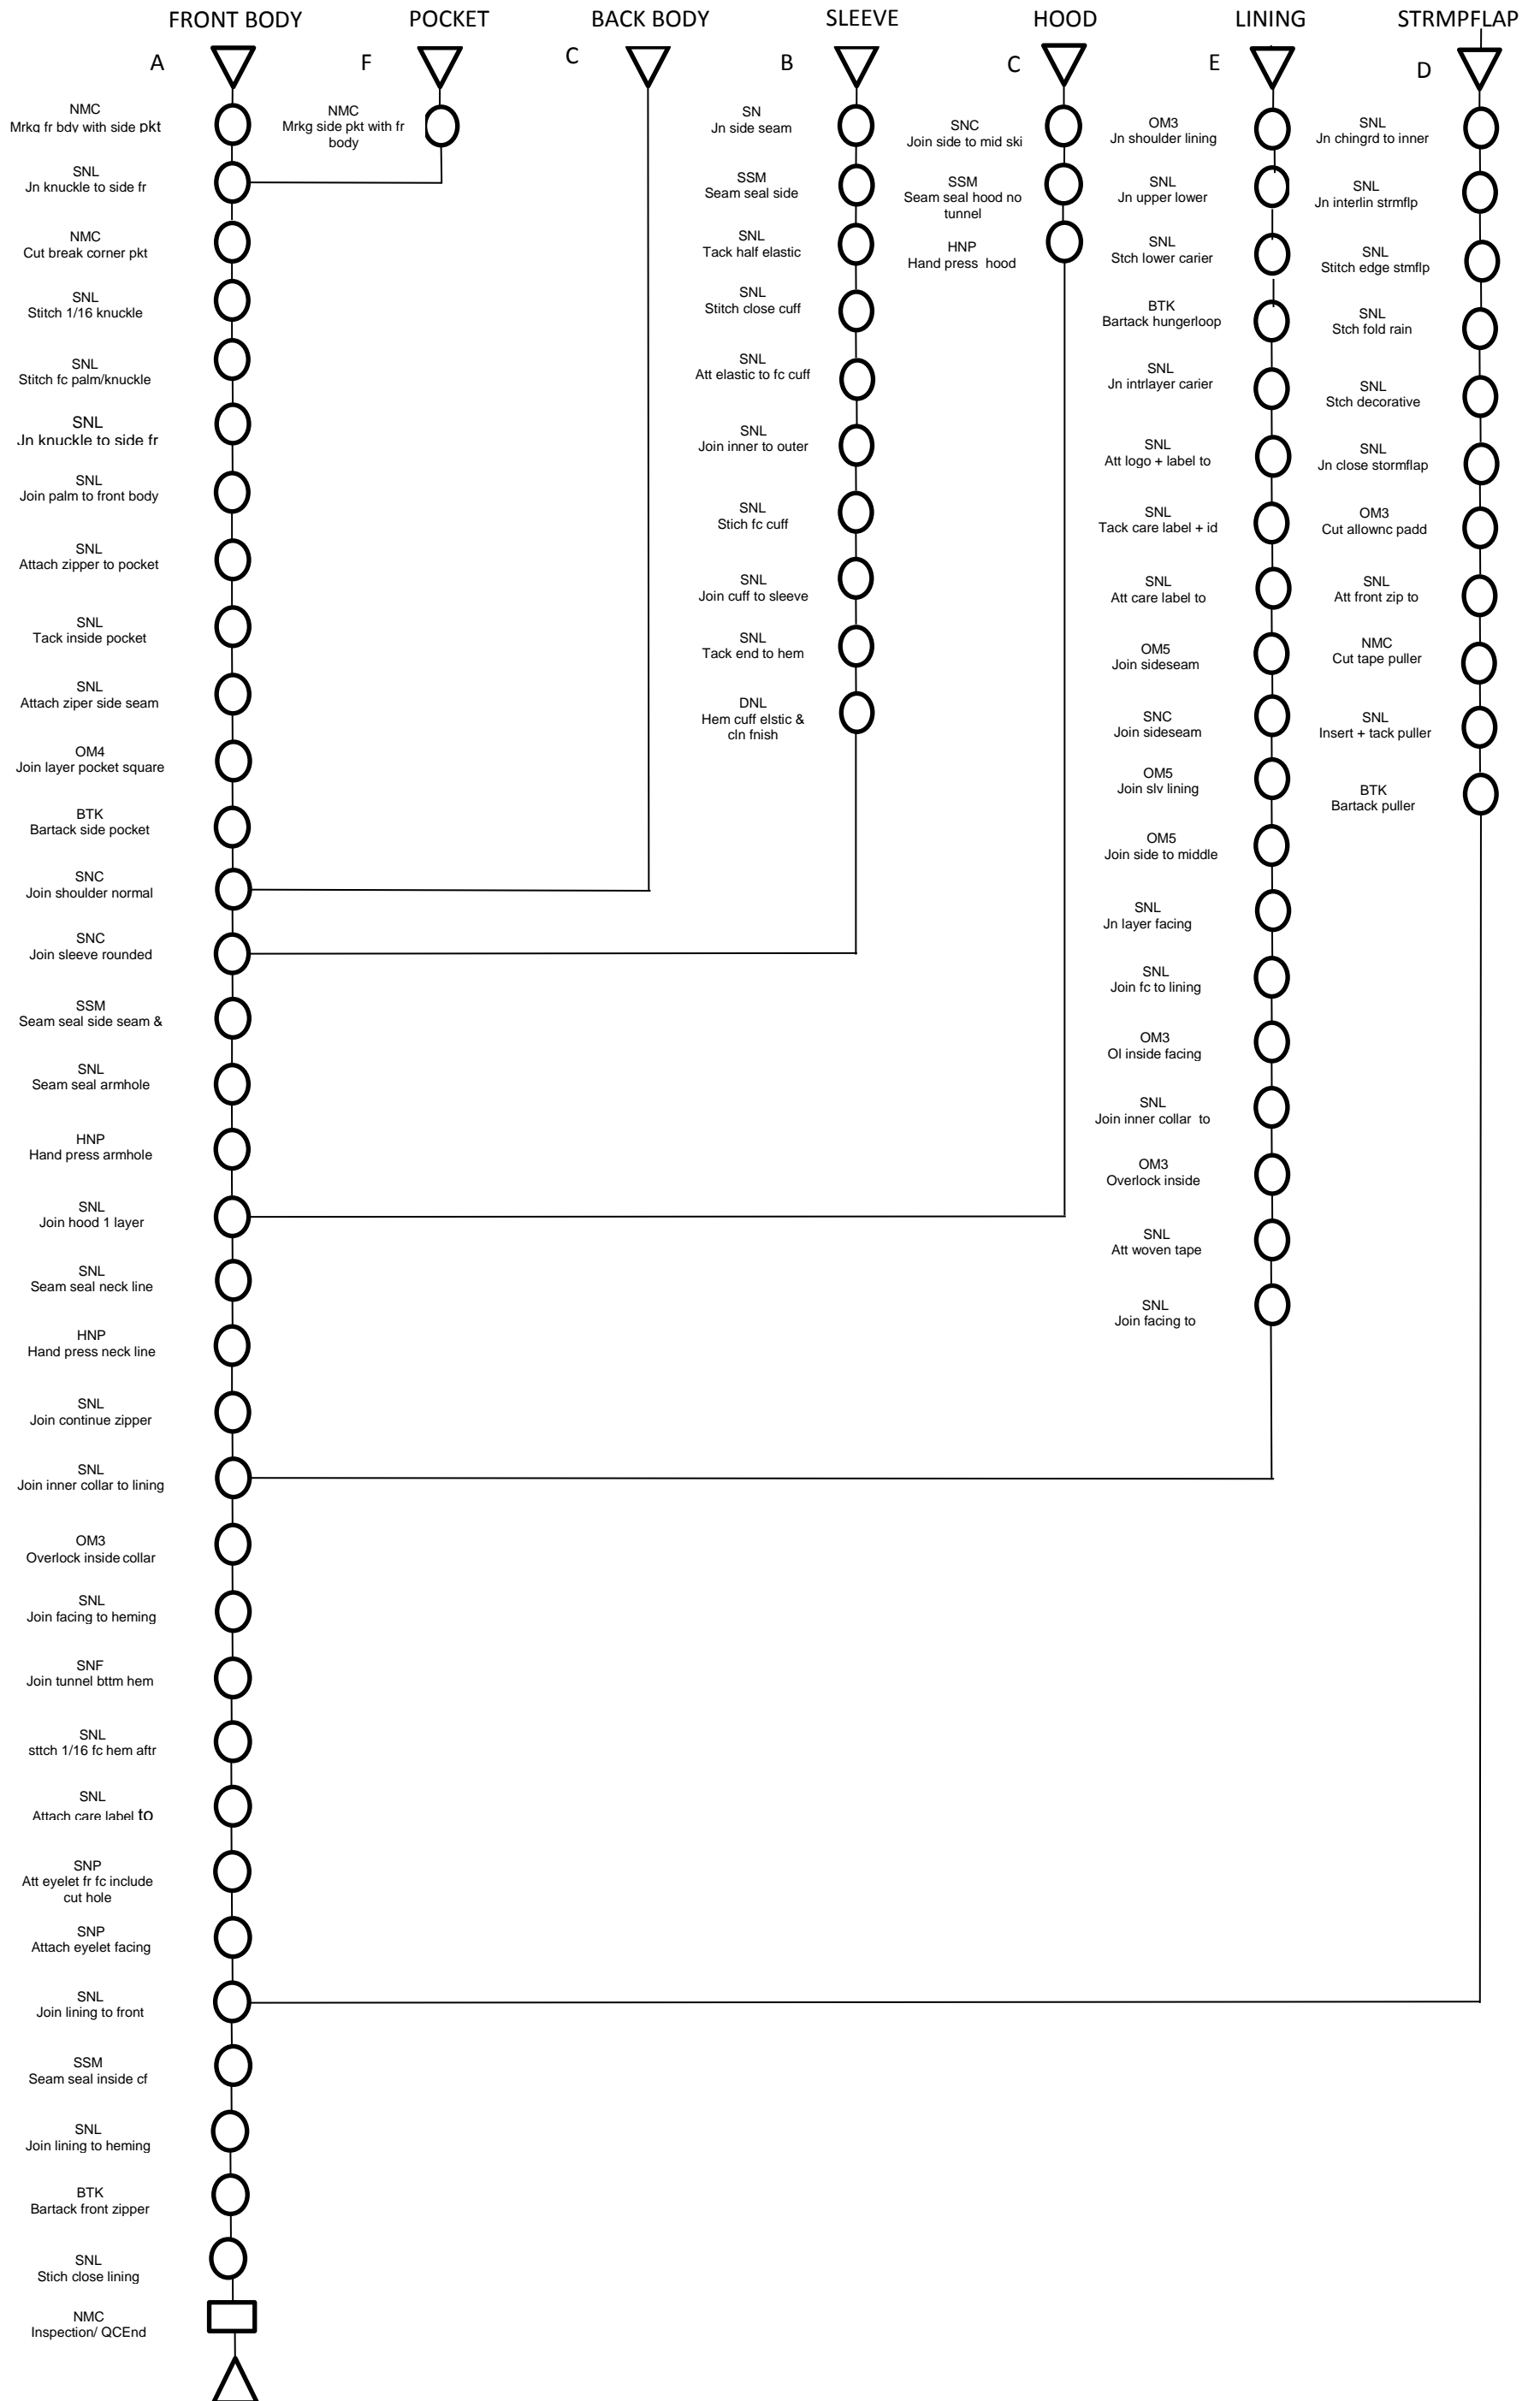 FRONT BODY
A
NMC
Mrkg fr bdy with side pkt
SNL
Jn knuckle to side fr
NMC
Cut break corner pkt
SNL
Stitch 1/16 knuckle
SNL
Stitch fc palm/knuckle
SNL
Jn knuckle to side fr
SNL
Join palm to front body
SNL
Attach zipper to pocket
SNL
Tack inside pocket
SNL
Attach ziper side seam
OM4
Join layer pocket square
BTK
Bartack side pocket
SNC
Join shoulder normal
SNC
Join sleeve rounded
SSM
Seam seal side seam &
SNL
Seam seal armhole
HNP
Hand press armhole
SNL
Join hood 1 layer
SNL
Seam seal neck line
HNP
Hand press neck line
SNL
Join continue zipper
SNL
Join inner collar to lining
OM3
Overlock inside collar
SNL
Join facing to heming
SNF
Join tunnel bttm hem
SNL
sttch 1/16 fc hem aftr
SNL
Attach care label to
SNP
Att eyelet fr fc include
cut hole
SNP
Attach eyelet facing
SNL
Join lining to front
SSM
Seam seal inside cf
SNL
Join lining to heming
BTK
Bartack front zipper
SNL
Stich close lining
NMC
Inspection/ QCEnd
POCKET
F
NMC
Mrkg side pkt with fr
body
BACK BODY
C
SLEEVE
B
SN
Jn side seam
SSM
Seam seal side
SNL
Tack half elastic
SNL
Stitch close cuff
SNL
Att elastic to fc cuff
SNL
Join inner to outer
SNL
Stich fc cuff
SNL
Join cuff to sleeve
SNL
Tack end to hem
DNL
Hem cuff elstic &
cln fnish
HOOD
C
SNC
Join side to mid ski
SSM
Seam seal hood no
tunnel
HNP
Hand press hood
LINING
E
OM3
Jn shoulder lining
SNL
Jn upper lower
SNL
Stch lower carier
BTK
Bartack hungerloop
SNL
Jn intrlayer carier
SNL
Att logo + label to
SNL
Tack care label + id
SNL
Att care label to
OM5
Join sideseam
SNC
Join sideseam
OM5
Join slv lining
OM5
Join side to middle
SNL
Jn layer facing
SNL
Join fc to lining
OM3
Ol inside facing
SNL
Join inner collar to
OM3
Overlock inside
SNL
Att woven tape
SNL
Join facing to
STRMPFLAP
D
SNL
Jn chingrd to inner
SNL
Jn interlin strmflp
SNL
Stitch edge stmflp
SNL
Stch fold rain
SNL
Stch decorative
SNL
Jn close stormflap
OM3
Cut allownc padd
SNL
Att front zip to
NMC
Cut tape puller
SNL
Insert + tack puller
BTK
Bartack puller